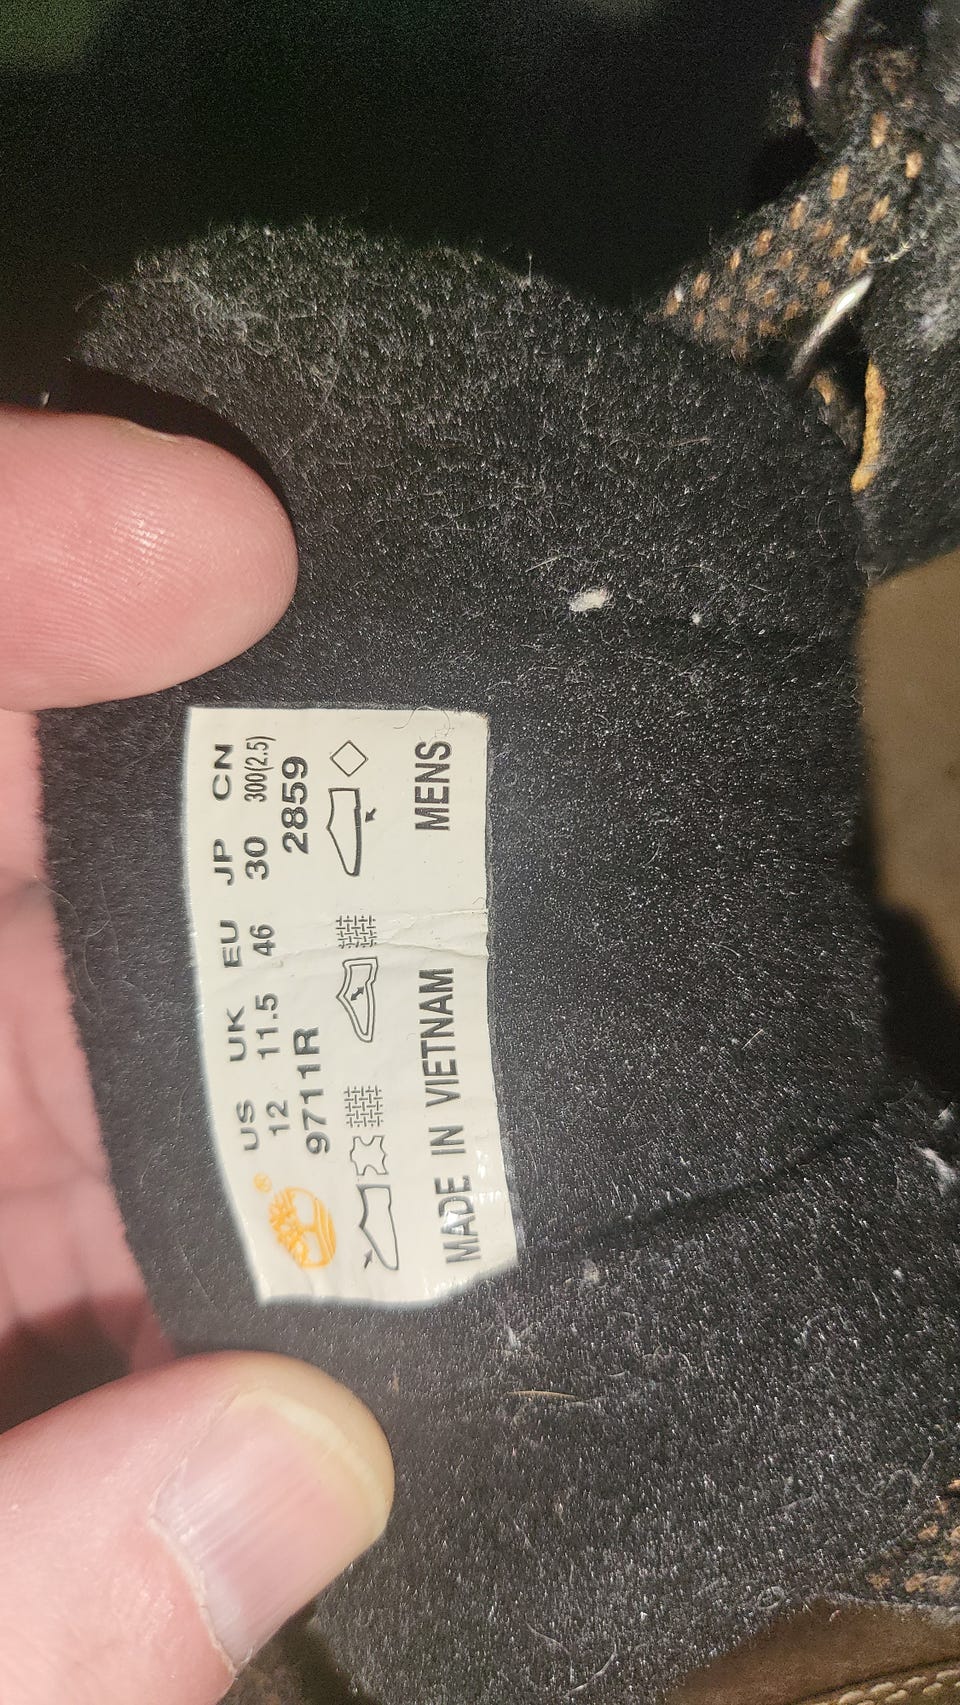 US UK EU JP CN
12 11.5 46 30 300(2.5)
9711R 2859
MADE IN VIETNAM MENS